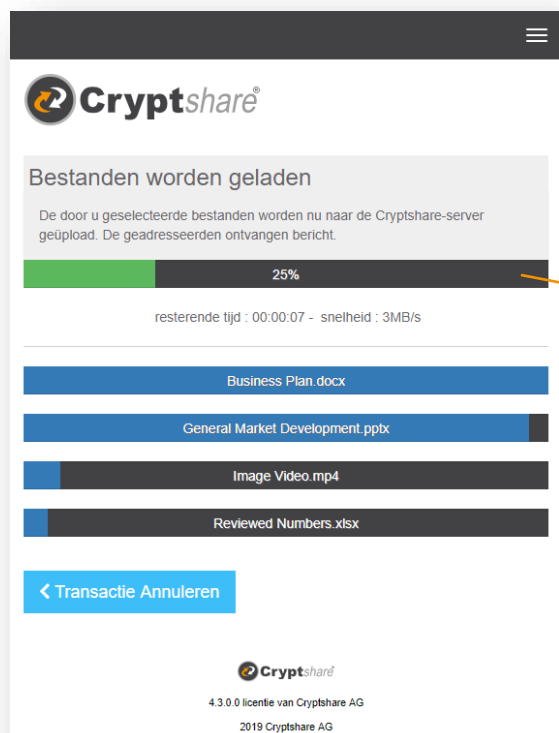 Cryptshare®
Bestanden worden geladen
De door u geselecteerde bestanden worden nu naar de Cryptshare-server
geüpload. De geadresseerden ontvangen bericht.
25%
resterende tijd : 00:00:07 - snelheid : 3MB/s
Business Plan.docx
General Market Development.pptx
Image Video.mp4
Reviewed Numbers.xlsx
Transactie Annuleren
Cryptshare®
4.3.0.0 licentie van Cryptshare AG
2019 Cryptshare AG